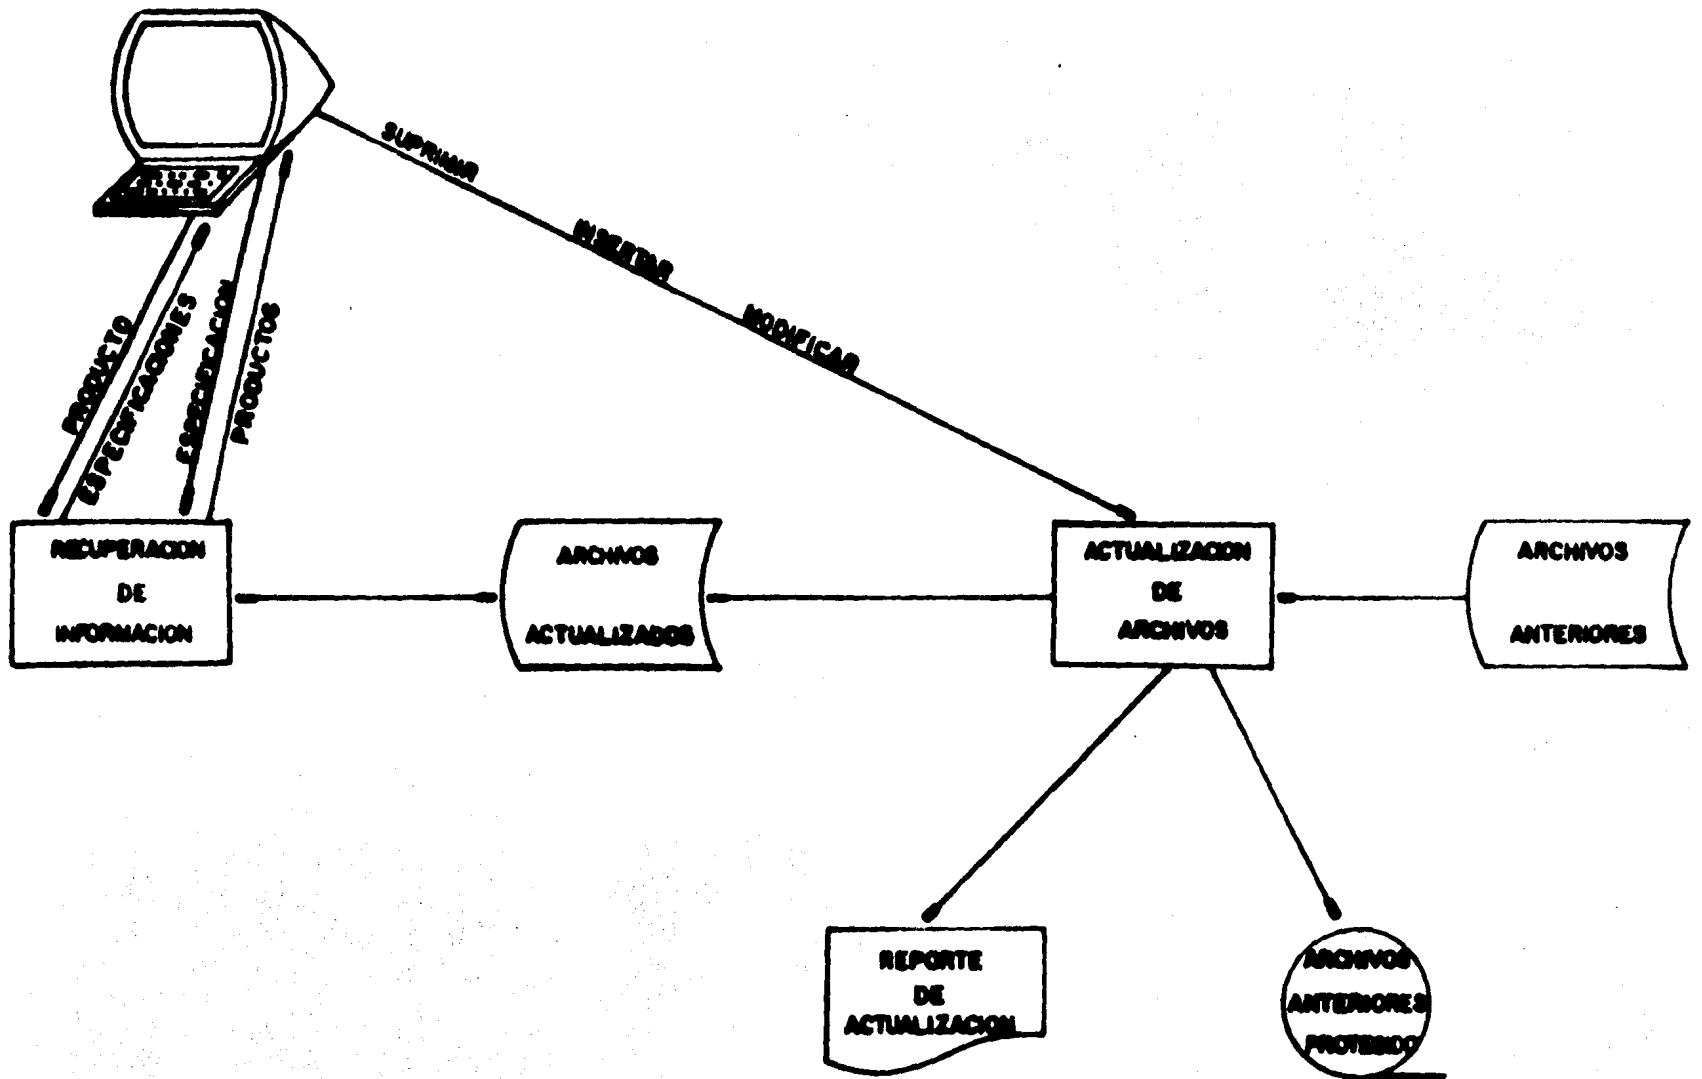 SUPRIMIR
INSERTAR
MODIFICAR
PRODUCTO
ESPECIFICACIONES
ESPECIFICACION
PRODUCTOS
RECUPERACION
DE
INFORMACION
ARCHIVOS
ACTUALIZADOS
ACTUALIZACION
DE
ARCHIVOS
ARCHIVOS
ANTERIORES
REPORTE
DE
ACTUALIZACION
ARCHIVOS
ANTERIORES
PROTEGIDO